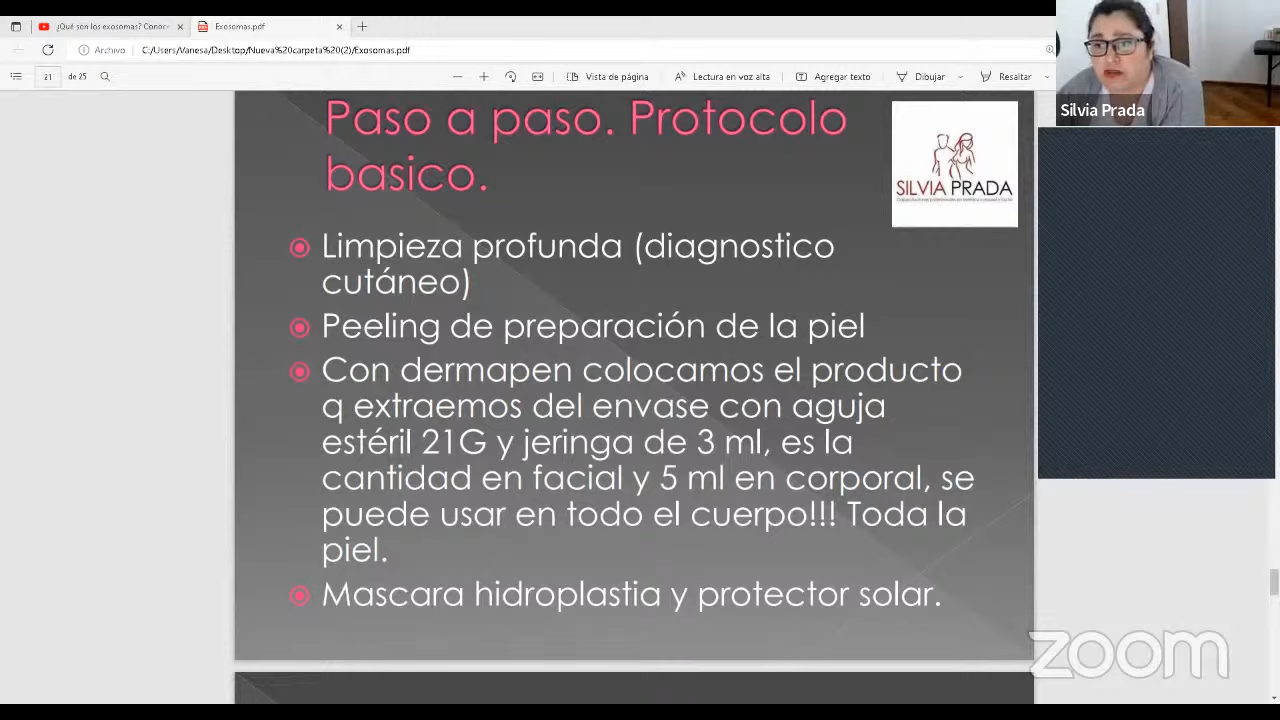 ¿Qué son los exosomas? Conoce
Exosomas.pdf
Archivo
C:/Users/Vanesa/Desktop/Nueva%20carpeta%20(2)/Exosomas.pdf
21
de 25
Vista de página
Lectura en voz alta
Agregar texto
Dibujar
Resaltar
Silvia Prada
Paso a paso. Protocolo
basico.
SILVIA PRADA
Limpieza profunda (diagnostico
cutáneo)
Peeling de preparación de la piel
Con dermapen colocamos el producto
q extraemos del envase con aguja
estéril 21G y jeringa de 3 ml, es la
cantidad en facial y 5 ml en corporal, se
puede usar en todo el cuerpo!!! Toda la
piel.
Mascara hidroplastia y protector solar.
zoom